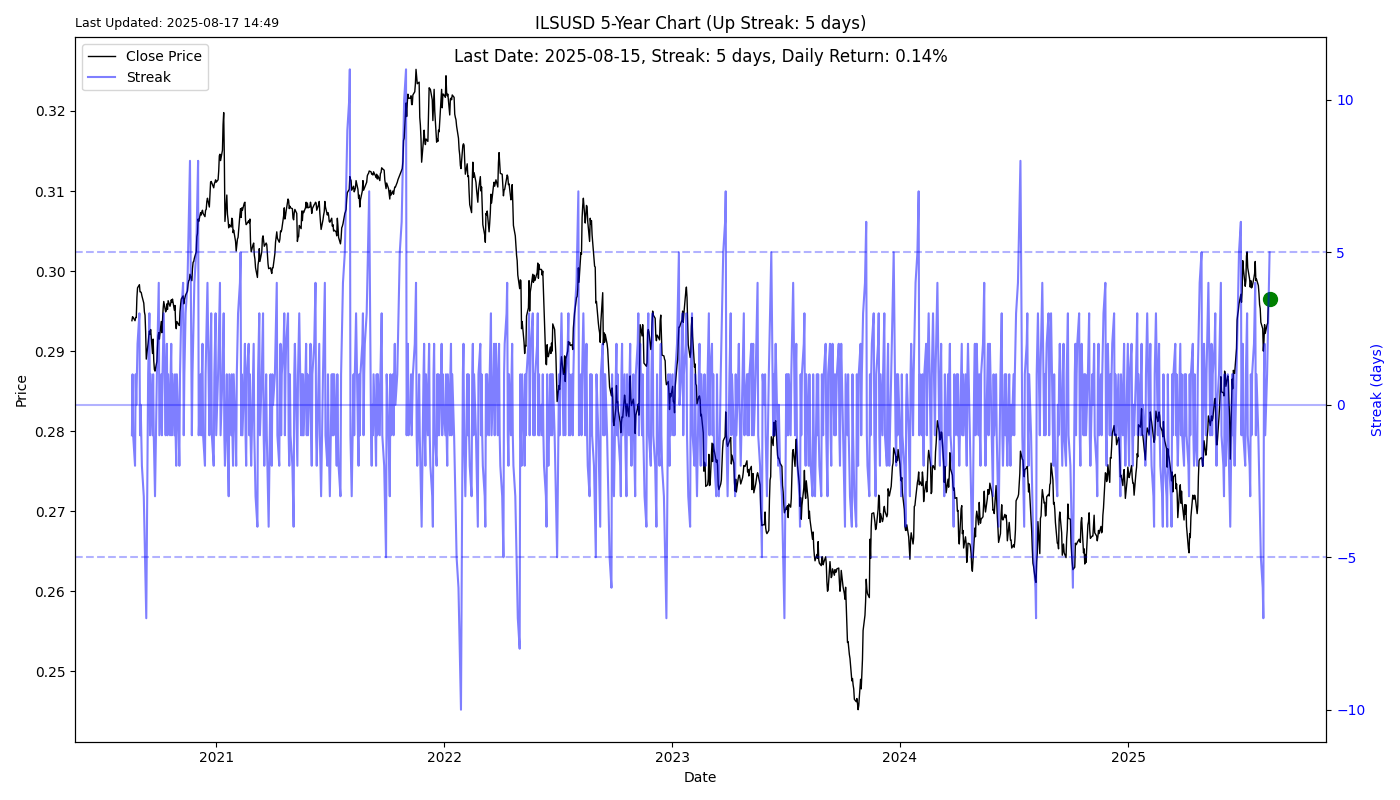 Last Updated: 2025-08-17 14:49
ILSUSD 5-Year Chart (Up Streak: 5 days)
Last Date: 2025-08-15, Streak: 5 days, Daily Return: 0.14%
Close Price
Streak
0.32
0.31
0.30
0.29
0.28
0.27
0.26
0.25
Price
10
5
0
−5
−10
Streak (days)
2021
2022
2023
2024
2025
Date